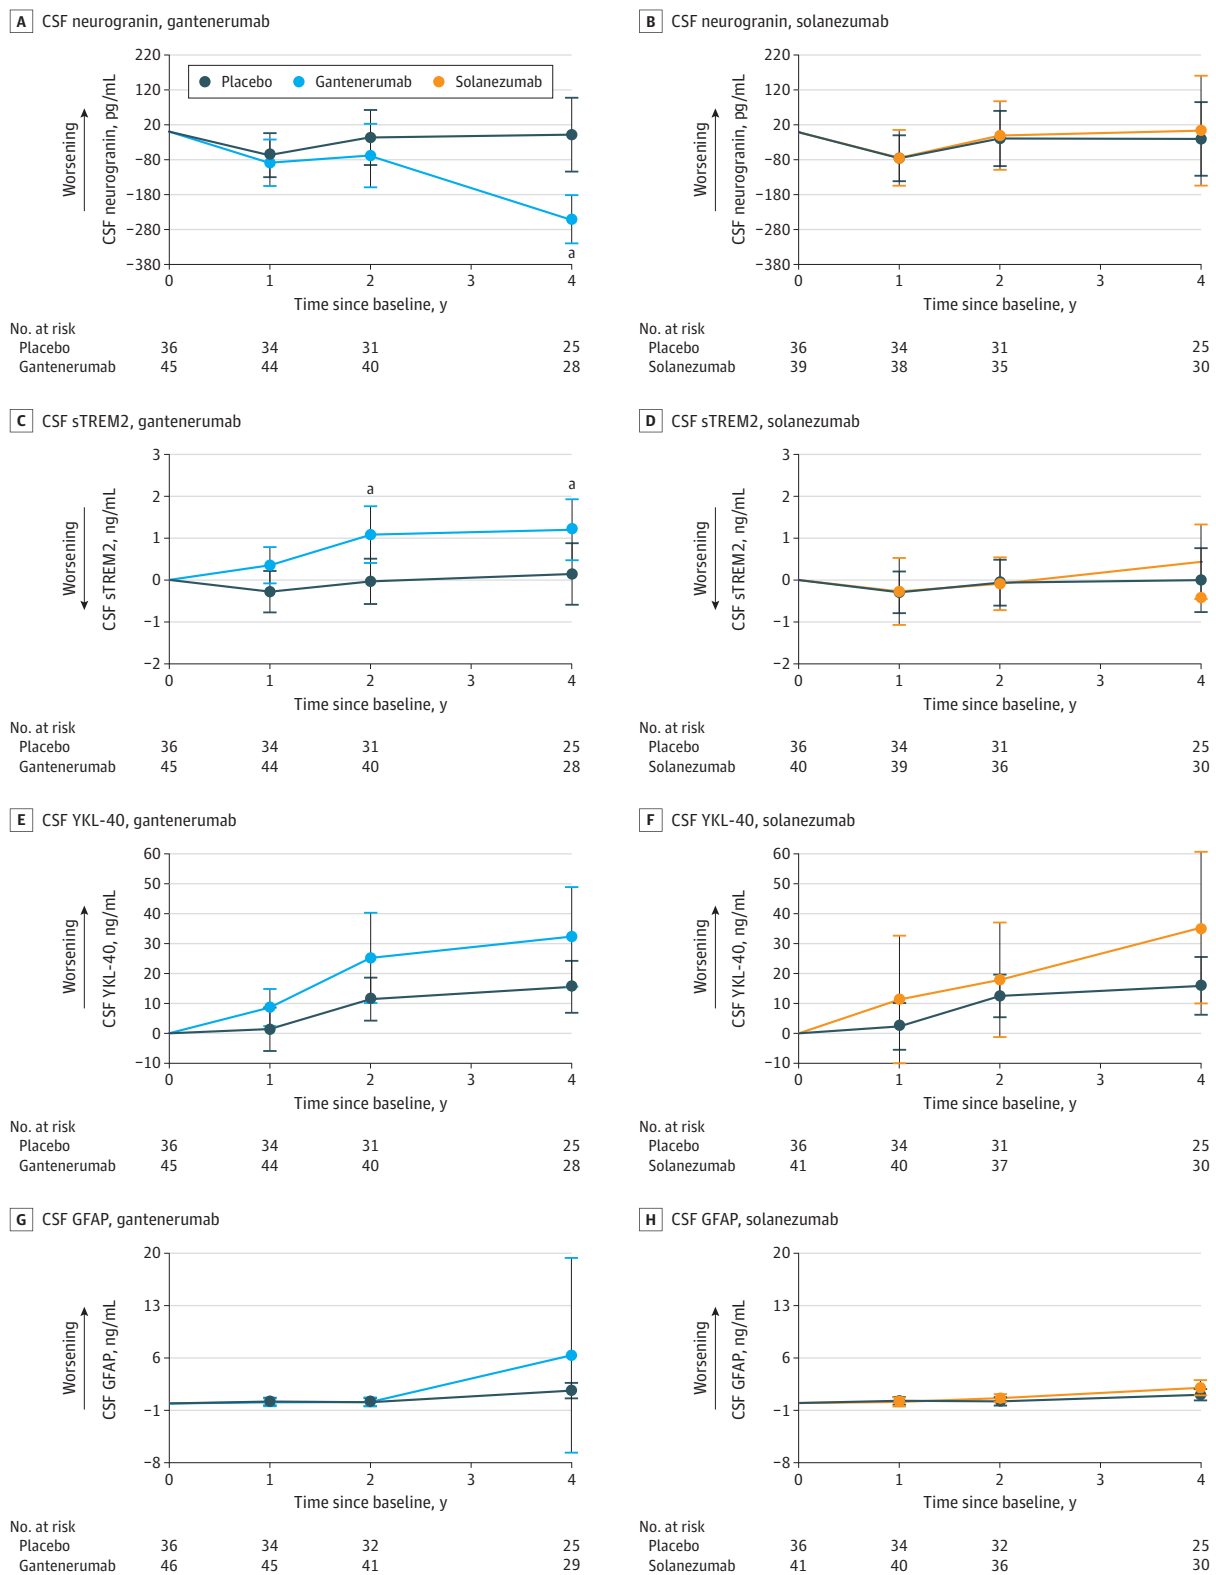 A CSF neurogranin, gantenerumab
Worsening
CSF neurogranin, pg/mL
220
120
20
−80
−180
−280
−380
Placebo Gantenerumab Solanezumab
a
0 1 2 3 4
Time since baseline, y
No. at risk
Placebo 36 34 31 25
Gantenerumab 45 44 40 28
B CSF neurogranin, solanezumab
Worsening
CSF neurogranin, pg/mL
220
120
20
−80
−180
−280
−380
0 1 2 3 4
Time since baseline, y
No. at risk
Placebo 36 34 31 25
Solanezumab 39 38 35 30
C CSF sTREM2, gantenerumab
Worsening
CSF sTREM2, ng/mL
3
2
1
0
−1
−2
a a
0 1 2 3 4
Time since baseline, y
No. at risk
Placebo 36 34 31 25
Gantenerumab 45 44 40 28
D CSF sTREM2, solanezumab
Worsening
CSF sTREM2, ng/mL
3
2
1
0
−1
−2
0 1 2 3 4
Time since baseline, y
No. at risk
Placebo 36 34 31 25
Solanezumab 40 39 36 30
E CSF YKL-40, gantenerumab
Worsening
CSF YKL-40, ng/mL
60
50
40
30
20
10
0
−10
0 1 2 3 4
Time since baseline, y
No. at risk
Placebo 36 34 31 25
Gantenerumab 45 44 40 28
F CSF YKL-40, solanezumab
Worsening
CSF YKL-40, ng/mL
60
50
40
30
20
10
0
−10
0 1 2 3 4
Time since baseline, y
No. at risk
Placebo 36 34 31 25
Solanezumab 41 40 37 30
G CSF GFAP, gantenerumab
Worsening
CSF GFAP, ng/mL
20
13
6
−1
−8
0 1 2 3 4
Time since baseline, y
No. at risk
Placebo 36 34 32 25
Gantenerumab 46 45 41 29
H CSF GFAP, solanezumab
Worsening
CSF GFAP, ng/mL
20
13
6
−1
−8
0 1 2 3 4
Time since baseline, y
No. at risk
Placebo 36 34 32 25
Solanezumab 41 40 36 30